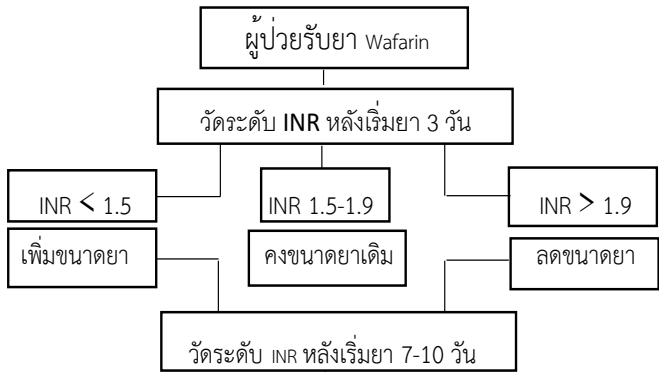 ผู้ป่วยรับยา Wafarin
วัดระดับ INR หลังเริ่มยา 3 วัน
INR < 1.5
INR 1.5-1.9
INR > 1.9
เพิ่มขนาดยา
คงขนาดยาเดิม
ลดขนาดยา
วัดระดับ INR หลังเริ่มยา 7-10 วัน